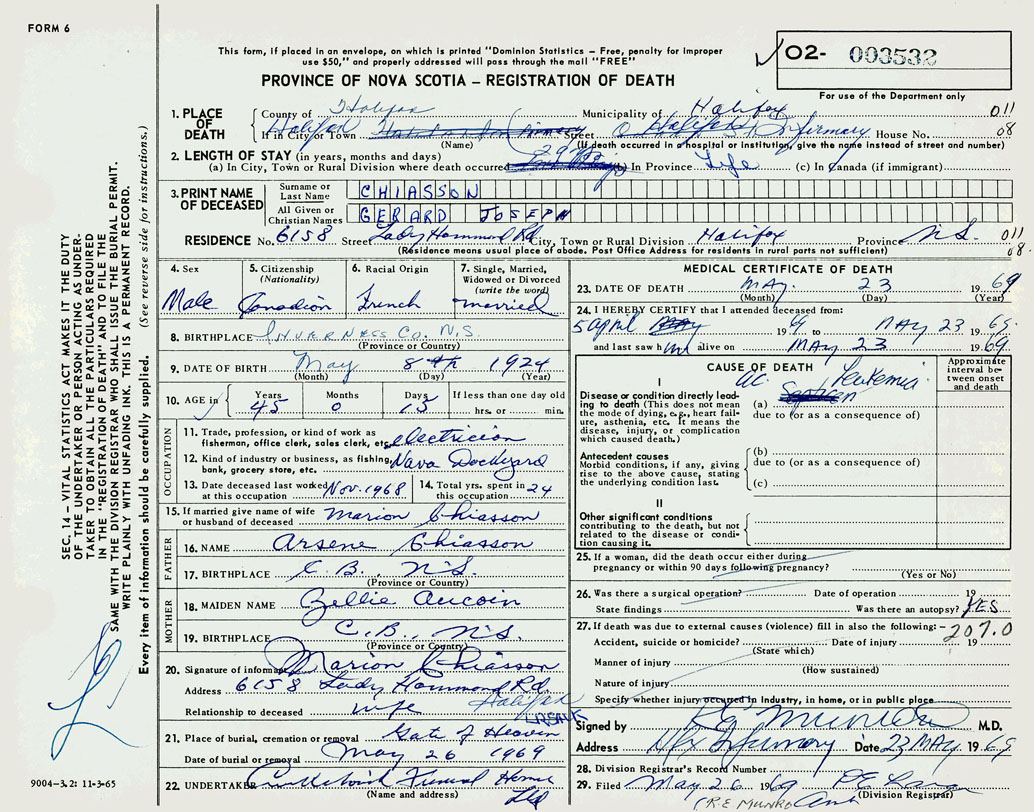 FORM 6
This form, if placed in an envelope, on which is printed "Dominion Statistics – Free, penalty for improper
use $50," and properly addressed will pass through the mail "FREE"
PROVINCE OF NOVA SCOTIA – REGISTRATION OF DEATH
O2- 003532
For use of the Department only
1. PLACE OF DEATH
County of Halifax Municipality of Halifax 011
If in City or Town Halifax Street Halifax Infirmary House No. 08
(Name) (If death occurred in a hospital or institution, give the name instead of street and number)
2. LENGTH OF STAY (in years, months and days)
(a) In City, Town or Rural Division where death occurred (b) In Province Life (c) In Canada (if immigrant)
3. PRINT NAME OF DECEASED
Surname or Last Name CHIASSON
All Given or Christian Names GERARD JOSEPH
RESIDENCE No. 6158 Street Lady Hammond Rd City, Town or Rural Division Halifax Province N.S. 011
(Residence means usual place of abode. Post Office Address for residents in rural parts not sufficient) 08.
4. Sex
Male
5. Citizenship (Nationality)
Canadian
6. Racial Origin
French
7. Single, Married, Widowed or Divorced (write the word)
married
8. BIRTHPLACE INVERNESS CO. N.S.
(Province or Country)
9. DATE OF BIRTH May 8th 1924
(Month) (Day) (Year)
10. AGE in Years Months Days If less than one day old
45 0 15 hrs. or min.
OCCUPATION
11. Trade, profession, or kind of work as
fisherman, office clerk, sales clerk, etc. electrician
12. Kind of industry or business, as fishing,
bank, grocery store, etc. Nava Dockyard
13. Date deceased last worked at this occupation Nov. 1968
14. Total yrs. spent in this occupation 24
15. If married give name of wife
or husband of deceased Marion Chiasson
FATHER
16. NAME Arsene Chiasson
17. BIRTHPLACE C.B. N.S.
(Province or Country)
MOTHER
18. MAIDEN NAME Zellie Aucoin
19. BIRTHPLACE C.B., N.S.
(Province or Country)
20. Signature of informant Marion Chiasson
Address 6158 Lady Hammond Rd.
Halifax
Relationship to deceased wife
21. Place of burial, cremation or removal Gate of Heaven
Date of burial or removal May 26 1969
22. UNDERTAKER Funeral Home Ltd
(Name and address)
MEDICAL CERTIFICATE OF DEATH
23. DATE OF DEATH MAY 23 1969
(Month) (Day) (Year)
24. I HEREBY CERTIFY that I attended deceased from:
5 April to MAY 23 1969.
and last saw him alive on MAY 23 1969.
CAUSE OF DEATH
Approximate interval between onset and death
I
Disease or condition directly leading to death (This does not mean
the mode of dying, e.g., heart failure, asthenia, etc. It means the
disease, injury, or complication
which caused death.)
(a) Ac. Leukemia
due to (or as a consequence of)
Antecedent causes
Morbid conditions, if any, giving
rise to the above cause, stating
the underlying condition last.
(b)
due to (or as a consequence of)
(c)
II
Other significant conditions
contributing to the death, but not
related to the disease or condition causing it.
25. If a woman, did the death occur either during
pregnancy or within 90 days following pregnancy?
(Yes or No)
26. Was there a surgical operation? Date of operation 19
State findings Was there an autopsy? YES
27. If death was due to external causes (violence) fill in also the following:–
207.0
Accident, suicide or homicide? Date of injury 19
(State which)
Manner of injury
(How sustained)
Nature of injury
Specify whether injury occurred in Industry, in home, or in public place
Signed by R E Munro M.D.
Address Hfx Infirmary Date 23 MAY 1969
28. Division Registrar's Record Number
29. Filed May 26 1969
(Division Registrar)
(R E MUNRO
SEC. 14 – VITAL STATISTICS ACT MAKES IT THE DUTY
OF THE UNDERTAKER OR PERSON ACTING AS UNDERTAKER TO OBTAIN ALL THE PARTICULARS REQUIRED
IN THE "REGISTRATION OF DEATH" AND TO FILE THE
SAME WITH THE DIVISION REGISTRAR WHO SHALL ISSUE THE BURIAL PERMIT.
WRITE PLAINLY WITH UNFADING INK. THIS IS A PERMANENT RECORD.
Every item of information should be carefully supplied. (See reverse side for instructions.)
9004–3.2: 11-3-65